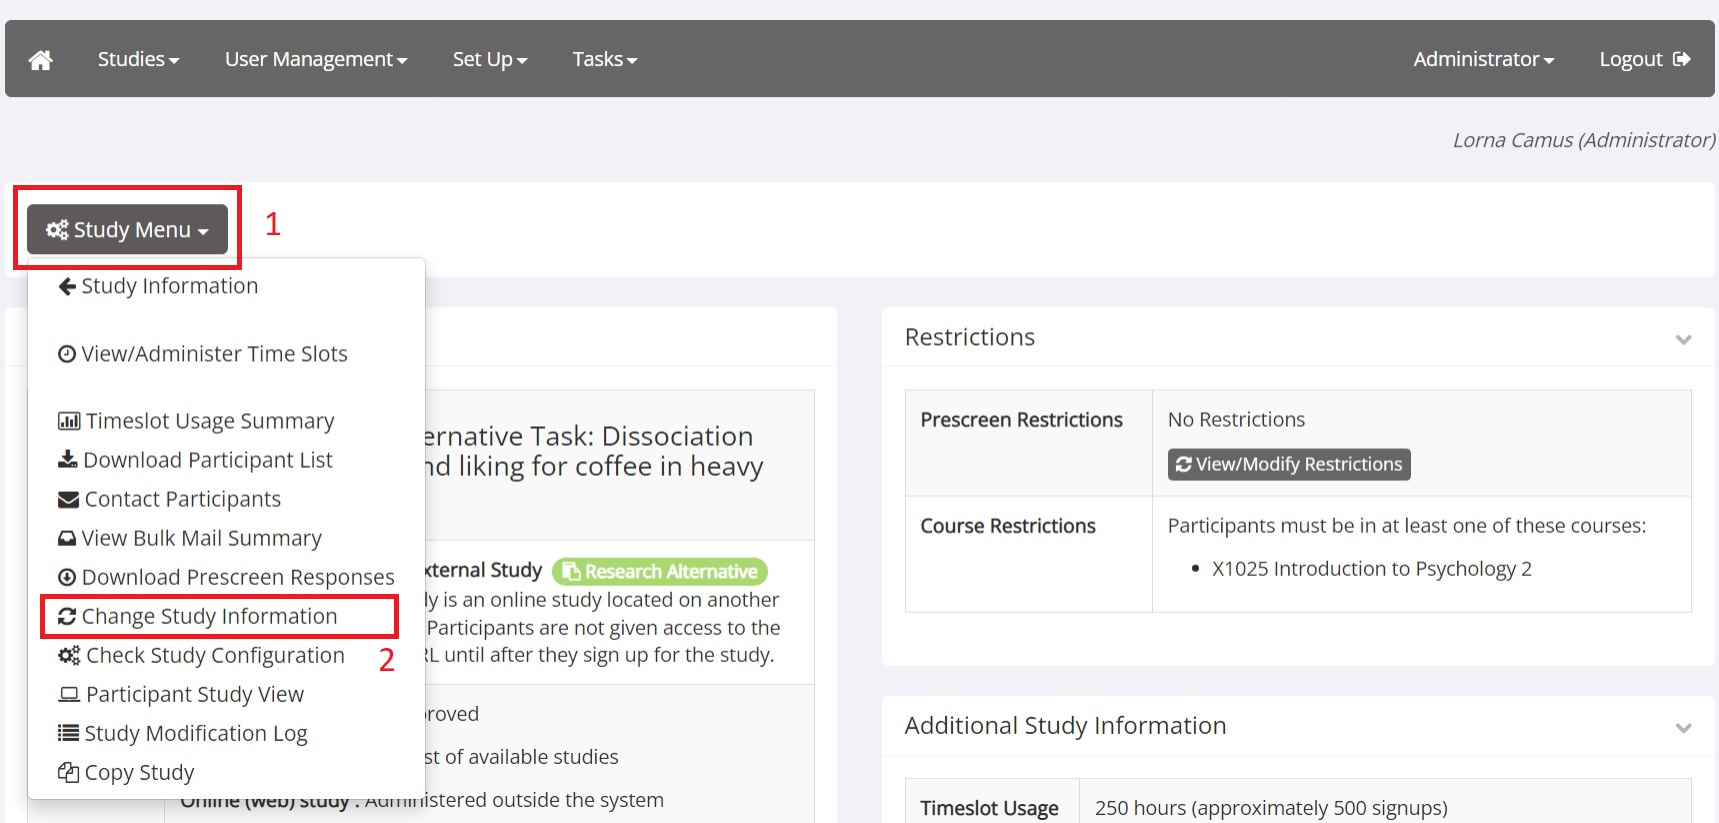 Studies
User Management
Set Up
Tasks
Administrator
Logout
Lorna Camus (Administrator)
Study Menu
1
Study Information
View/Administer Time Slots
Timeslot Usage Summary
Download Participant List
Contact Participants
View Bulk Mail Summary
Download Prescreen Responses
Change Study Information
Check Study Configuration
2
Participant Study View
Study Modification Log
Copy Study
ernative Task: Dissociation
nd liking for coffee in heavy
xternal Study Research Alternative
dy is an online study located on another
Participants are not given access to the
RL until after they sign up for the study.
proved
st of available studies
Online (web) study : Administered outside the system
Restrictions
Prescreen Restrictions
No Restrictions
View/Modify Restrictions
Course Restrictions
Participants must be in at least one of these courses:
• X1025 Introduction to Psychology 2
Additional Study Information
Timeslot Usage
250 hours (approximately 500 signups)